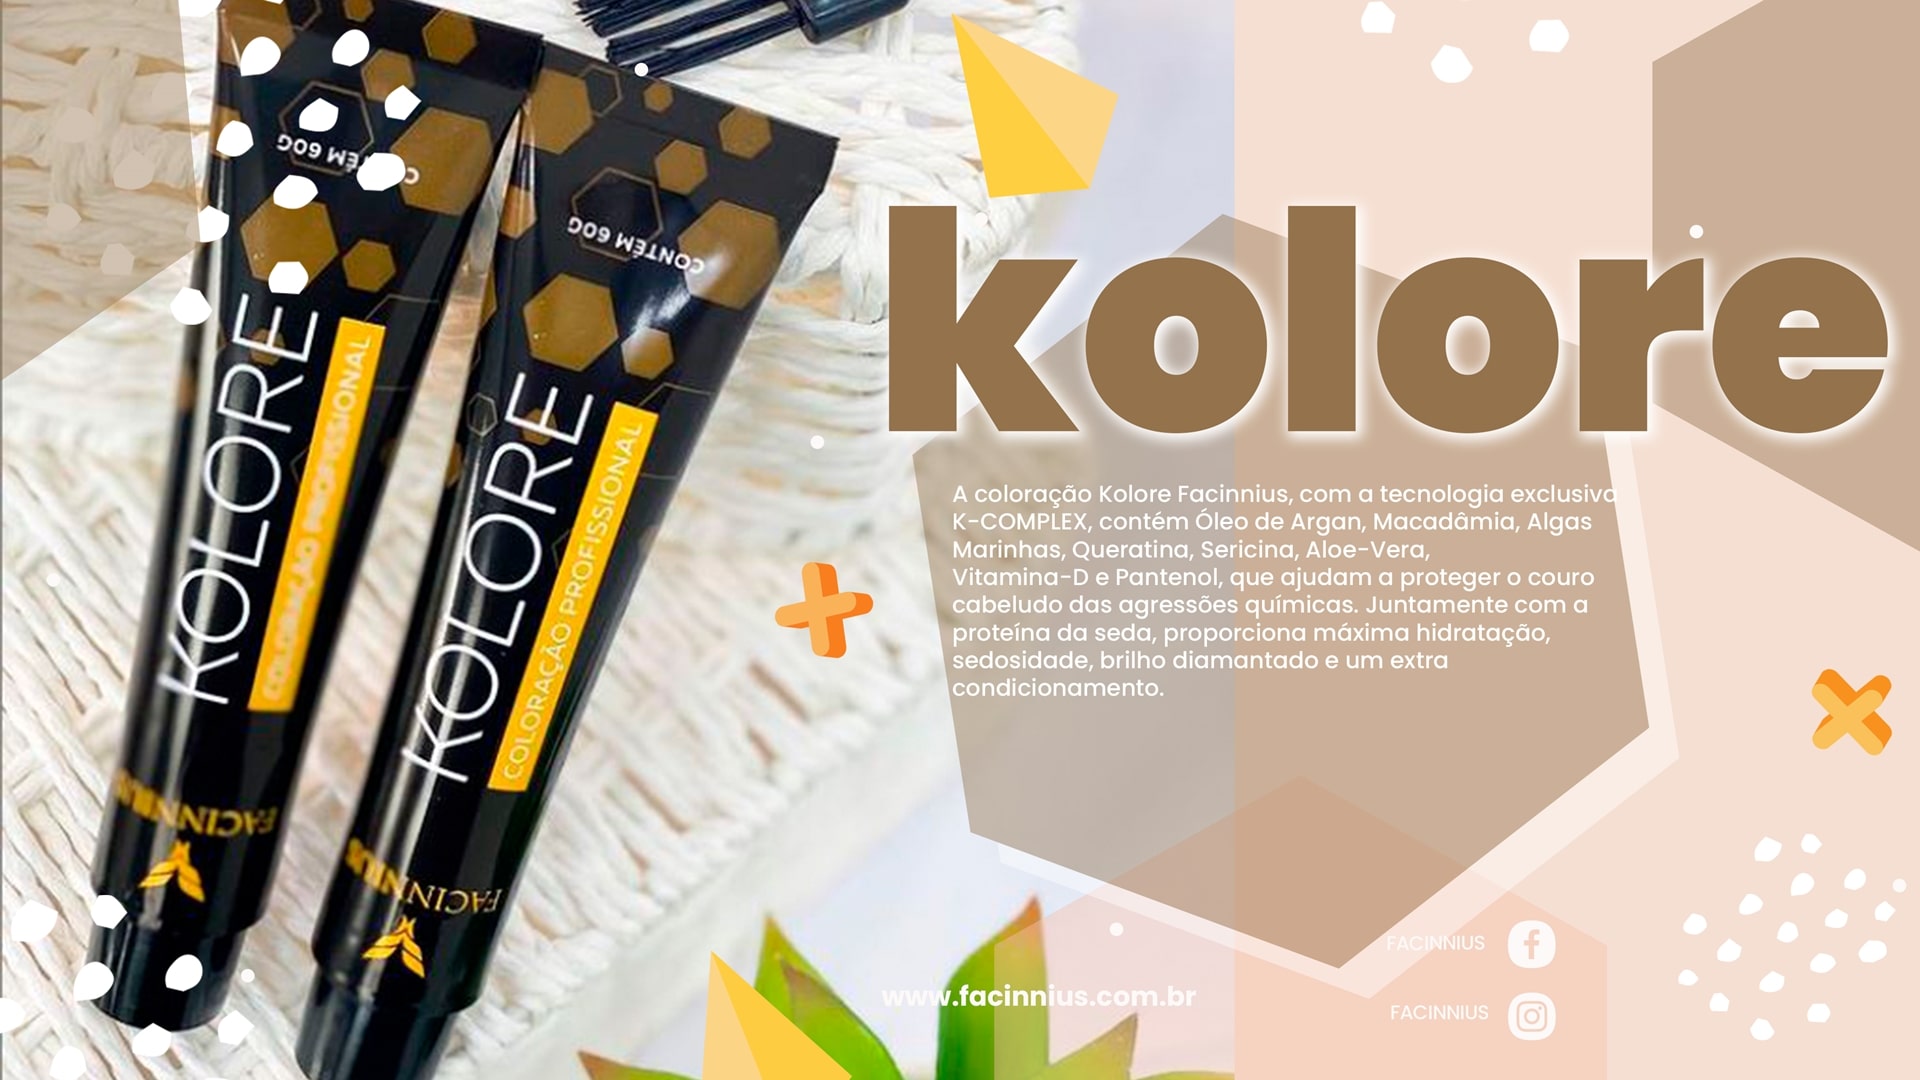 CONTÉM 60G
KOLORE
COLORAÇÃO PROFISSIONAL
FACINNIUS
CONTÉM 60G
KOLORE
COLORAÇÃO PROFISSIONAL
FACINNIUS
kolore
A coloração Kolore Facinnius, com a tecnologia exclusiva
K-COMPLEX, contém Óleo de Argan, Macadâmia, Algas
Marinhas, Queratina, Sericina, Aloe-Vera,
Vitamina-D e Pantenol, que ajudam a proteger o couro
cabeludo das agressões químicas. Juntamente com a
proteína da seda, proporciona máxima hidratação,
sedosidade, brilho diamantado e um extra
condicionamento.
FACINNIUS
www.facinnius.com.br
FACINNIUS